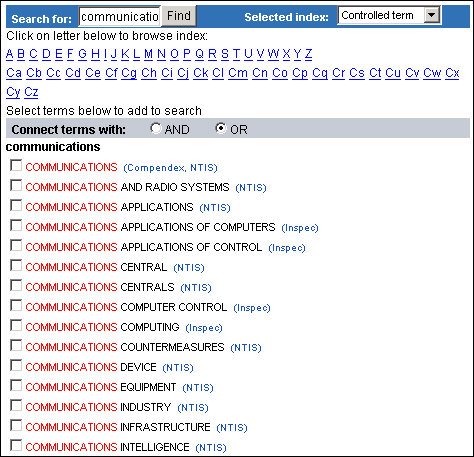 Search for: communicatio Find Selected index: Controlled term
Click on letter below to browse index:
A B C D E F G H I J K L M N O P Q R S T U V W X Y Z
Ca Cb Cc Cd Ce Cf Cg Ch Ci Cj Ck Cl Cm Cn Co Cp Cq Cr Cs Ct Cu Cv Cw Cx
Cy Cz
Select terms below to add to search
Connect terms with: AND OR
communications
COMMUNICATIONS (Compendex, NTIS)
COMMUNICATIONS AND RADIO SYSTEMS (NTIS)
COMMUNICATIONS APPLICATIONS (NTIS)
COMMUNICATIONS APPLICATIONS OF COMPUTERS (Inspec)
COMMUNICATIONS APPLICATIONS OF CONTROL (Inspec)
COMMUNICATIONS CENTRAL (NTIS)
COMMUNICATIONS CENTRALS (NTIS)
COMMUNICATIONS COMPUTER CONTROL (Inspec)
COMMUNICATIONS COMPUTING (Inspec)
COMMUNICATIONS COUNTERMEASURES (NTIS)
COMMUNICATIONS DEVICE (NTIS)
COMMUNICATIONS EQUIPMENT (NTIS)
COMMUNICATIONS INDUSTRY (NTIS)
COMMUNICATIONS INFRASTRUCTURE (NTIS)
COMMUNICATIONS INTELLIGENCE (NTIS)